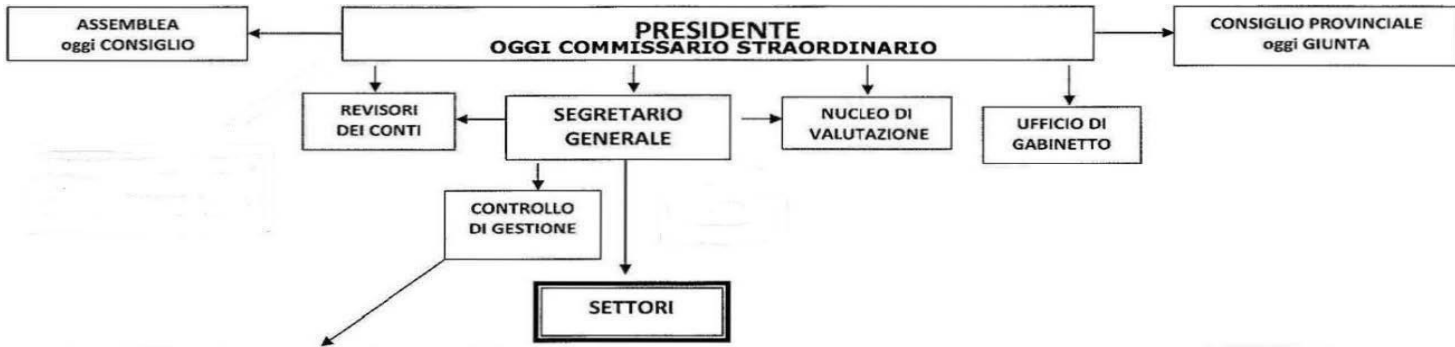 ASSEMBLEA
oggi CONSIGLIO
PRESIDENTE
OGGI COMMISSARIO STRAORDINARIO
CONSIGLIO PROVINCIALE
oggi GIUNTA
REVISORI
DEI CONTI
SEGRETARIO
GENERALE
NUCLEO DI
VALUTAZIONE
UFFICIO DI
GABINETTO
CONTROLLO
DI GESTIONE
SETTORI